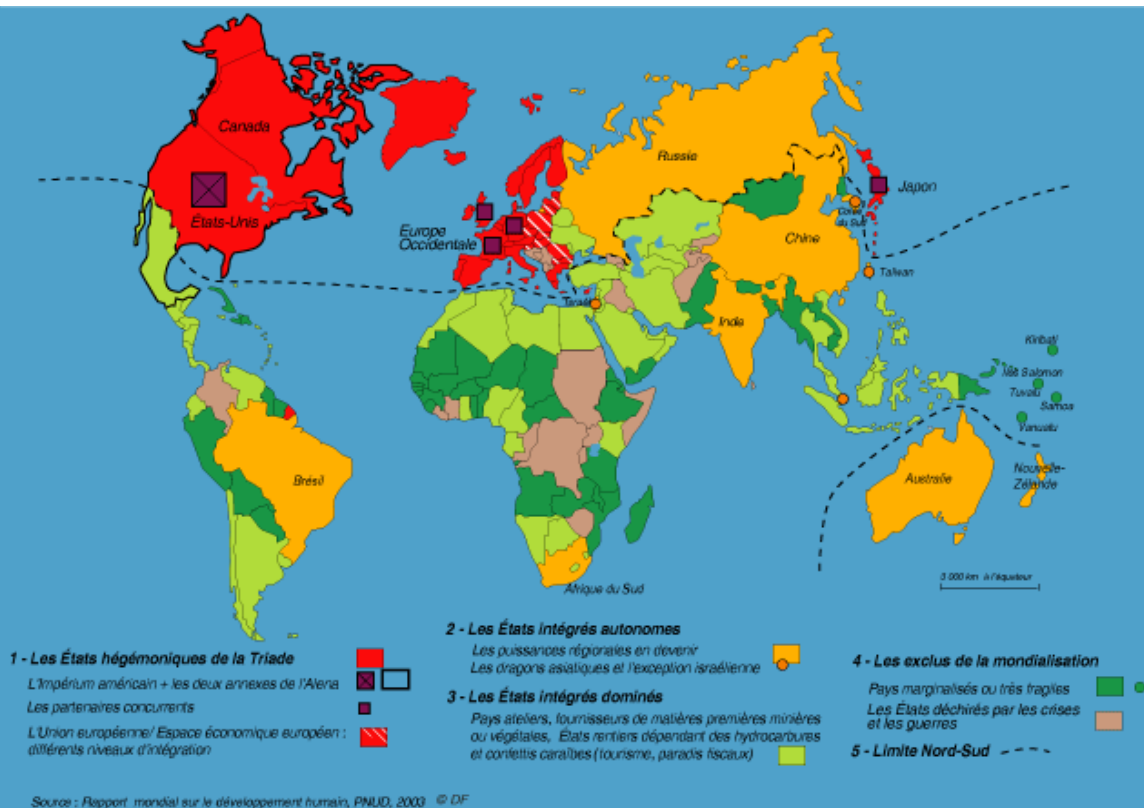 Canada
États-Unis
Europe
Occidentale
Russie
Japon
Corée
du Sud
Chine
Taïwan
Israël
Inde
Kiribati
Iles Salomon
Tuvalu
Samoa
Vanuatu
Brésil
Australie
Nouvelle-
Zélande
Afrique du Sud
3 000 km à l'équateur
1 - Les États hégémoniques de la Triade
L'Impérium américain + les deux annexes de l'Alena
Les partenaires concurrents
L'Union européenne/ Espace économique européen :
différents niveaux d'intégration
2 - Les États intégrés autonomes
Les puissances régionales en devenir
Les dragons asiatiques et l'exception israélienne
3 - Les États intégrés dominés
Pays ateliers, fournisseurs de matières premières minières
ou végétales, États rentiers dépendant des hydrocarbures
et confettis caraïbes (tourisme, paradis fiscaux)
4 - Les exclus de la mondialisation
Pays marginalisés ou très fragiles
Les États déchirés par les crises
et les guerres
5 - Limite Nord-Sud
Source : Rapport mondial sur le développement humain, PNUD, 2003 © DF